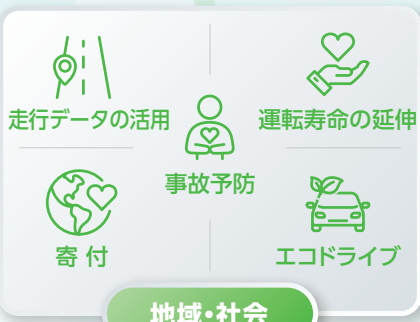 走行データの活用
運転寿命の延伸
事故予防
寄付
エコドライブ
地域・社会